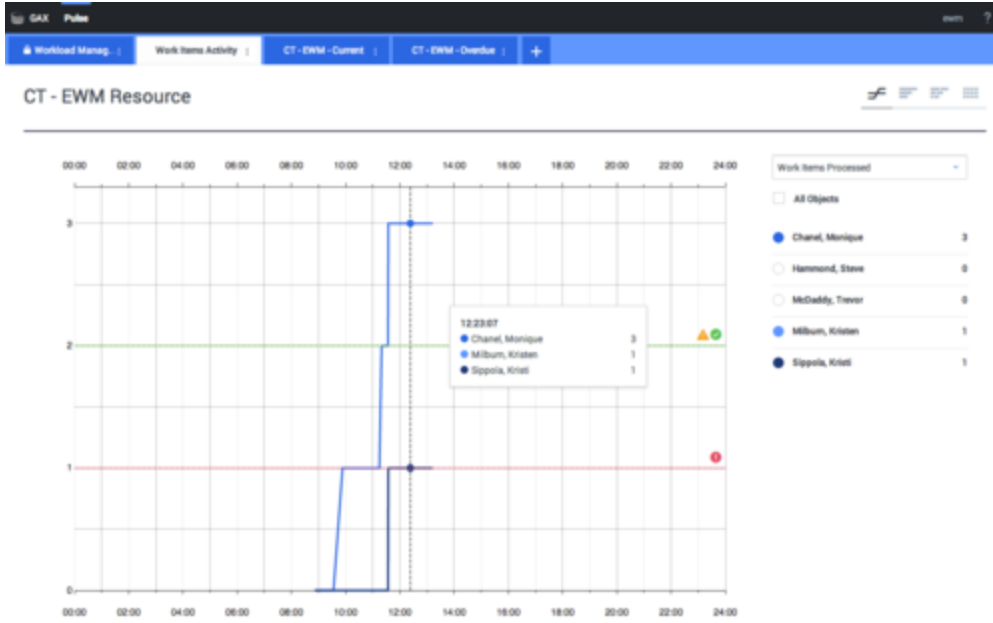 GAX Pulse ewm ?
Workload Manag... Work Items Activity CT - EWM - Current CT - EWM - Overdue +
CT - EWM Resource
00:00 02:00 04:00 06:00 08:00 10:00 12:00 14:00 16:00 18:00 20:00 22:00 24:00
Work Items Processed
All Objects
3
Chanel, Monique 3
Hammond, Steve 0
McDaddy, Trevor 0
12:23:07
Chanel, Monique 3
Milburn, Kristen 1
Sippola, Kristi 1
2
Milburn, Kristen 1
Sippola, Kristi 1
1
0
00:00 02:00 04:00 06:00 08:00 10:00 12:00 14:00 16:00 18:00 20:00 22:00 24:00